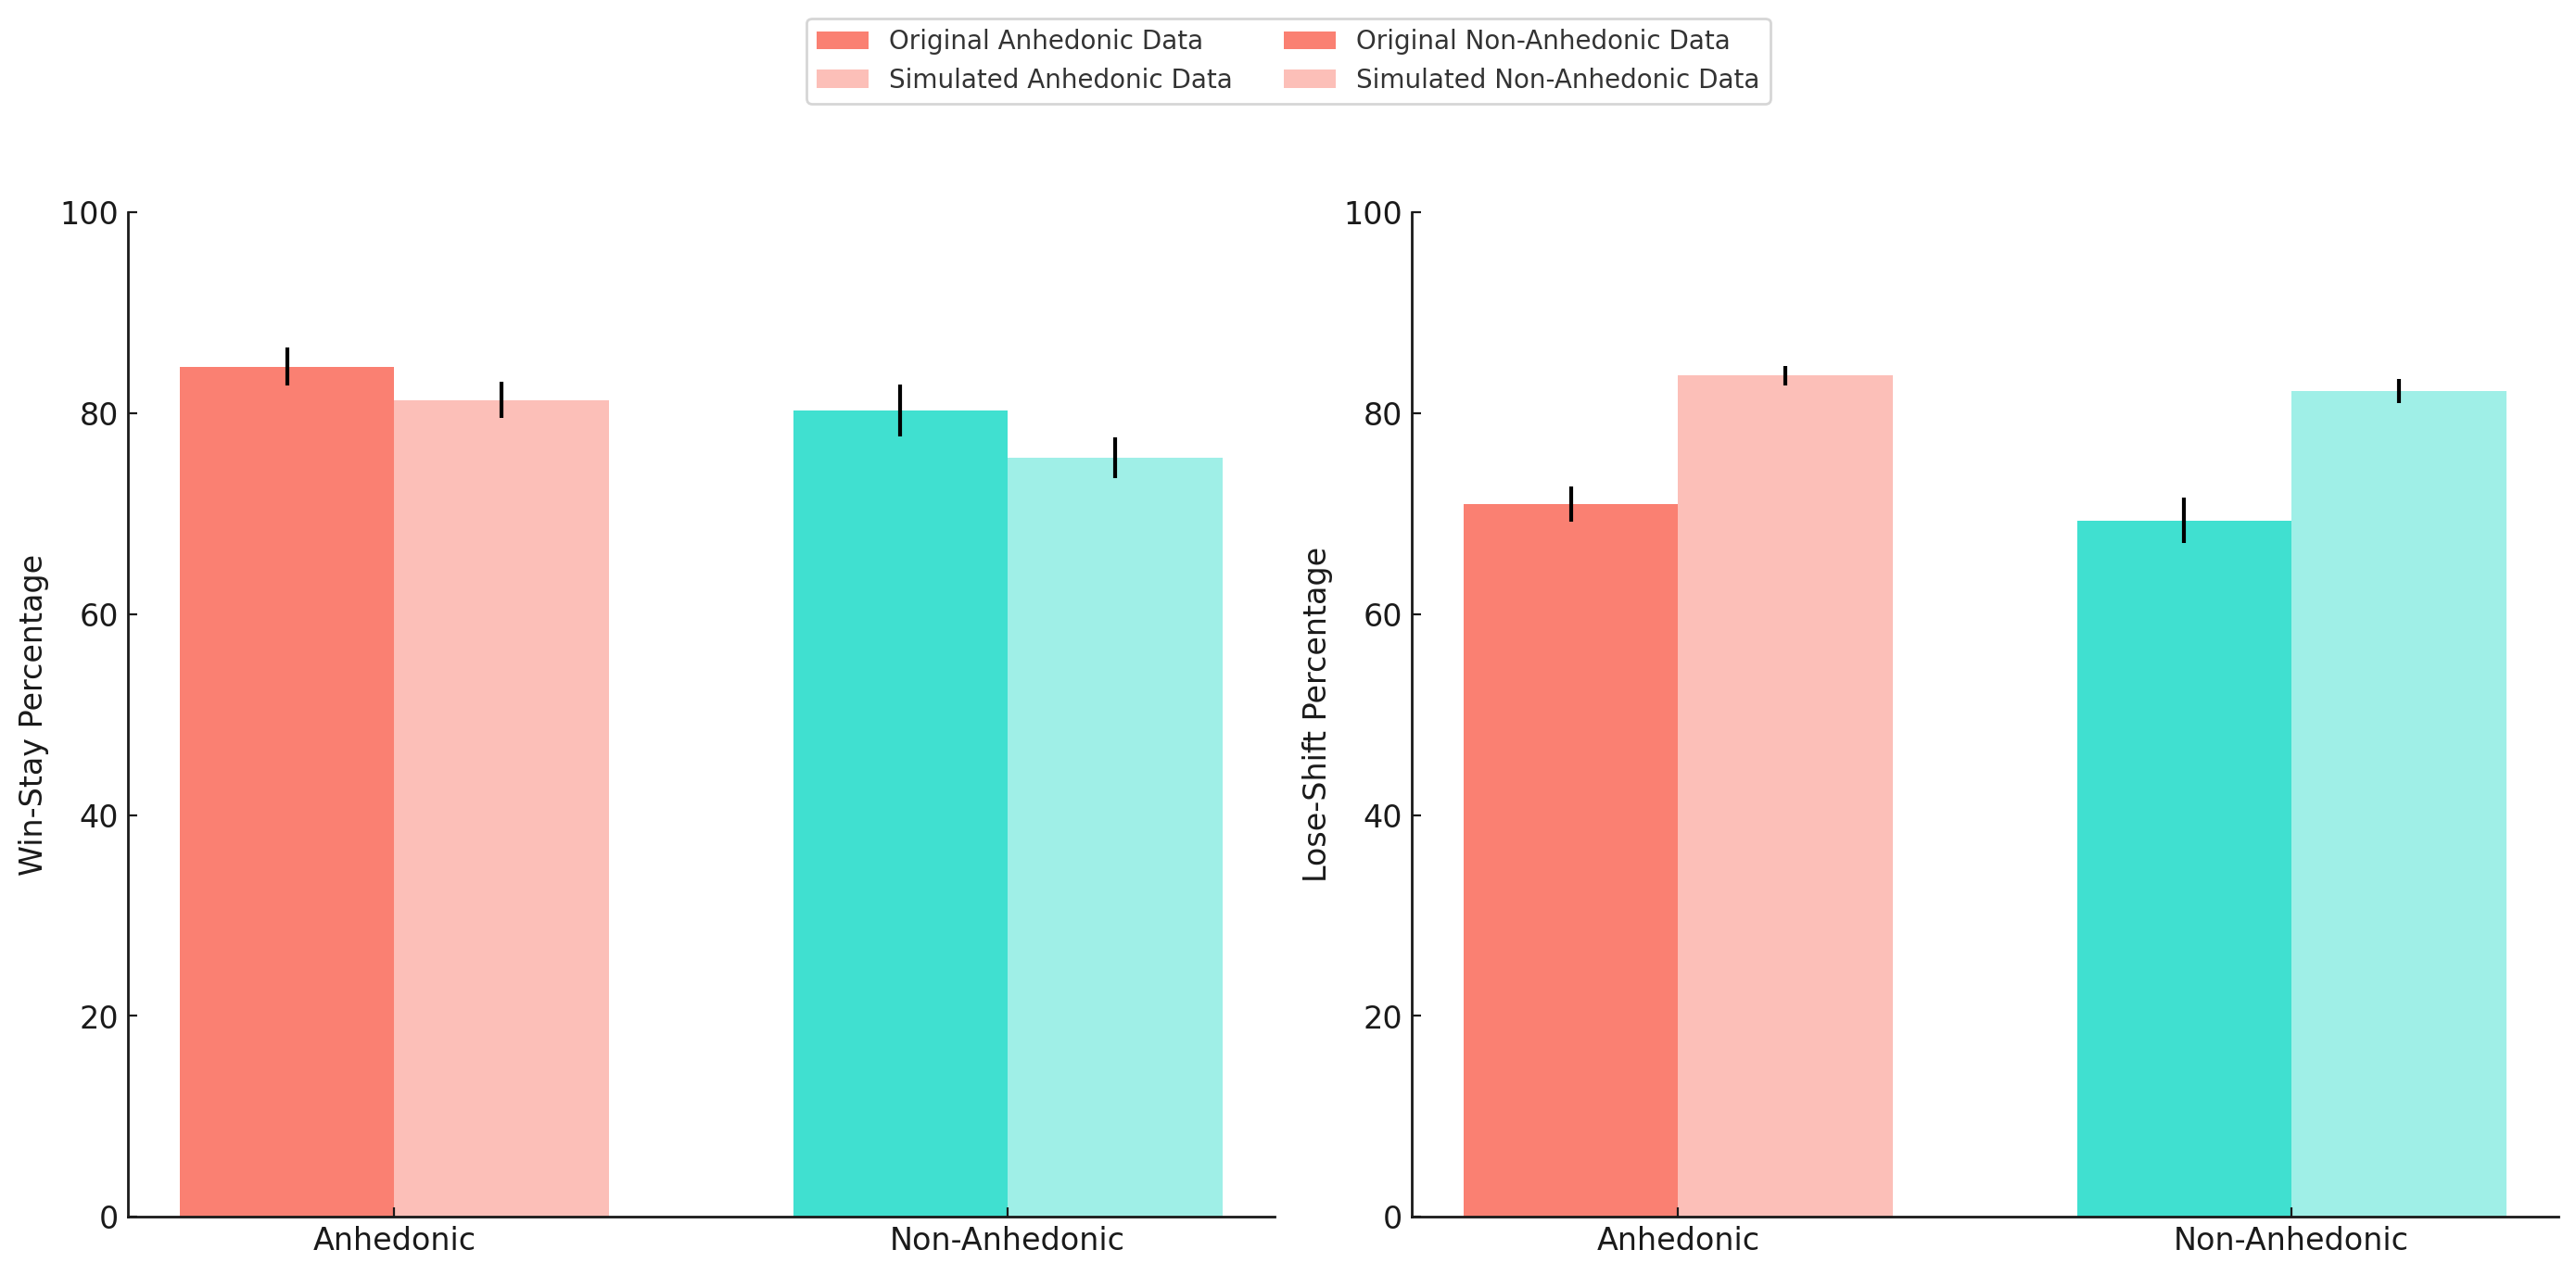 Original Anhedonic Data
Simulated Anhedonic Data
Original Non-Anhedonic Data
Simulated Non-Anhedonic Data
Win-Stay Percentage
100
80
60
40
20
0
Anhedonic
Non-Anhedonic
Lose-Shift Percentage
100
80
60
40
20
0
Anhedonic
Non-Anhedonic